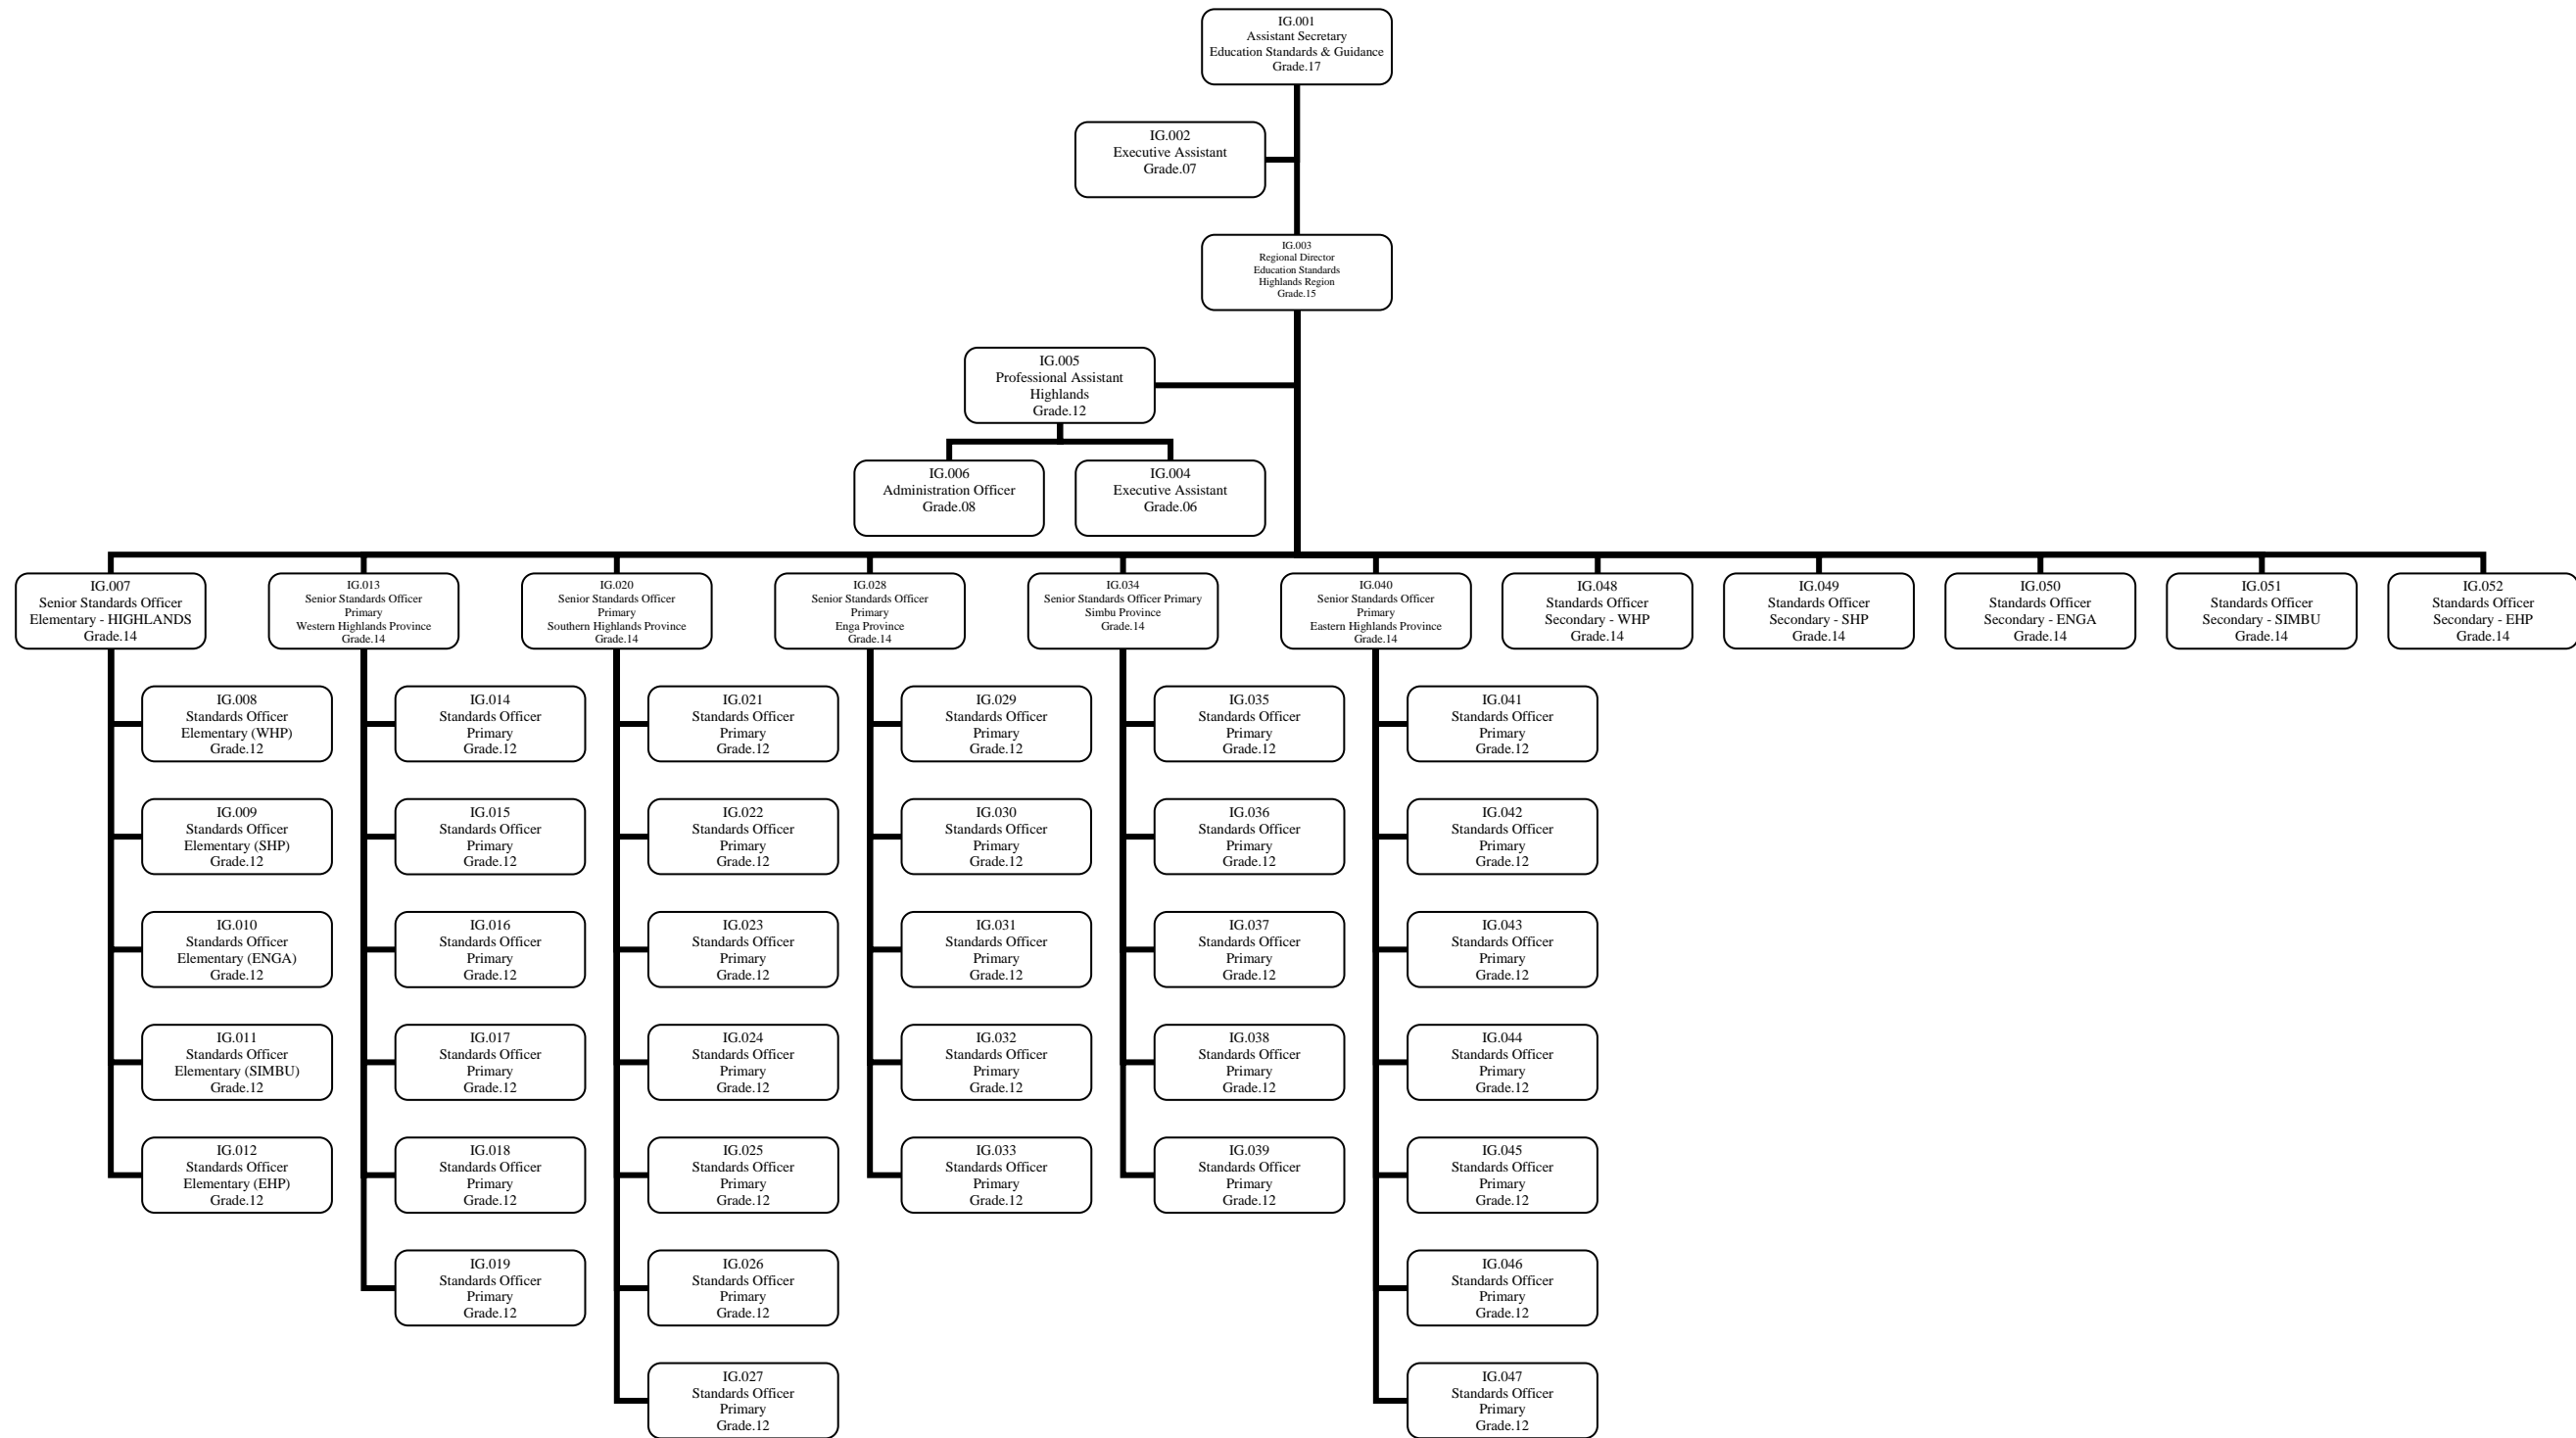 IG.001
Assistant Secretary
Education Standards & Guidance
Grade.17
IG.002
Executive Assistant
Grade.07
IG.003
Regional Director
Education Standards
Highlands Region
Grade.15
IG.005
Professional Assistant
Highlands
Grade.12
IG.006
Administration Officer
Grade.08
IG.004
Executive Assistant
Grade.06
IG.007
Senior Standards Officer
Elementary - HIGHLANDS
Grade.14
IG.013
Senior Standards Officer
Primary
Western Highlands Province
Grade.14
IG.020
Senior Standards Officer
Primary
Southern Highlands Province
Grade.14
IG.028
Senior Standards Officer
Primary
Enga Province
Grade.14
IG.034
Senior Standards Officer Primary
Simbu Province
Grade.14
IG.040
Senior Standards Officer
Primary
Eastern Highlands Province
Grade.14
IG.048
Standards Officer
Secondary - WHP
Grade.14
IG.049
Standards Officer
Secondary - SHP
Grade.14
IG.050
Standards Officer
Secondary - ENGA
Grade.14
IG.051
Standards Officer
Secondary - SIMBU
Grade.14
IG.052
Standards Officer
Secondary - EHP
Grade.14
IG.008
Standards Officer
Elementary (WHP)
Grade.12
IG.014
Standards Officer
Primary
Grade.12
IG.021
Standards Officer
Primary
Grade.12
IG.029
Standards Officer
Primary
Grade.12
IG.035
Standards Officer
Primary
Grade.12
IG.041
Standards Officer
Primary
Grade.12
IG.009
Standards Officer
Elementary (SHP)
Grade.12
IG.015
Standards Officer
Primary
Grade.12
IG.022
Standards Officer
Primary
Grade.12
IG.030
Standards Officer
Primary
Grade.12
IG.036
Standards Officer
Primary
Grade.12
IG.042
Standards Officer
Primary
Grade.12
IG.010
Standards Officer
Elementary (ENGA)
Grade.12
IG.016
Standards Officer
Primary
Grade.12
IG.023
Standards Officer
Primary
Grade.12
IG.031
Standards Officer
Primary
Grade.12
IG.037
Standards Officer
Primary
Grade.12
IG.043
Standards Officer
Primary
Grade.12
IG.011
Standards Officer
Elementary (SIMBU)
Grade.12
IG.017
Standards Officer
Primary
Grade.12
IG.024
Standards Officer
Primary
Grade.12
IG.032
Standards Officer
Primary
Grade.12
IG.038
Standards Officer
Primary
Grade.12
IG.044
Standards Officer
Primary
Grade.12
IG.012
Standards Officer
Elementary (EHP)
Grade.12
IG.018
Standards Officer
Primary
Grade.12
IG.025
Standards Officer
Primary
Grade.12
IG.033
Standards Officer
Primary
Grade.12
IG.039
Standards Officer
Primary
Grade.12
IG.045
Standards Officer
Primary
Grade.12
IG.019
Standards Officer
Primary
Grade.12
IG.026
Standards Officer
Primary
Grade.12
IG.046
Standards Officer
Primary
Grade.12
IG.027
Standards Officer
Primary
Grade.12
IG.047
Standards Officer
Primary
Grade.12